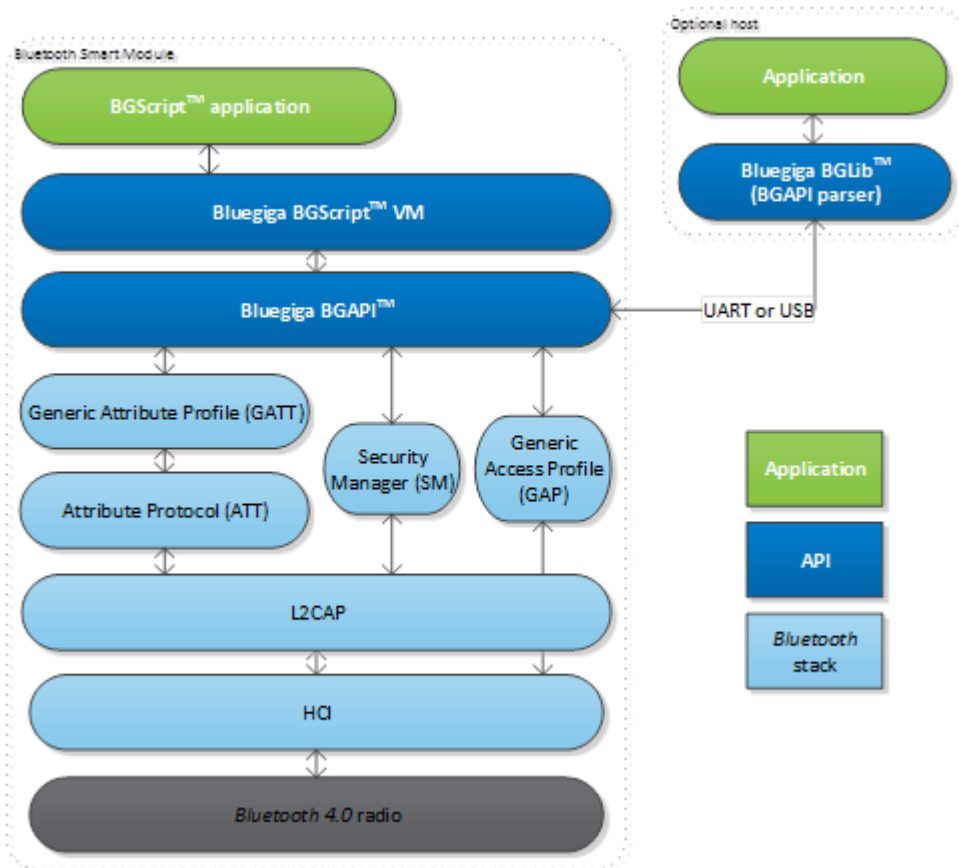 Optional host
Bluetooth Smart Module
BGScript™ application
Application
Bluegiga BGLib™
(BGAPI parser)
Bluegiga BGScript™ VM
Bluegiga BGAPI™
UART or USB
Generic Attribute Profile (GATT)
Security
Manager (SM)
Generic
Access Profile
(GAP)
Attribute Protocol (ATT)
L2CAP
HCI
Bluetooth 4.0 radio
Application
API
Bluetooth
stack